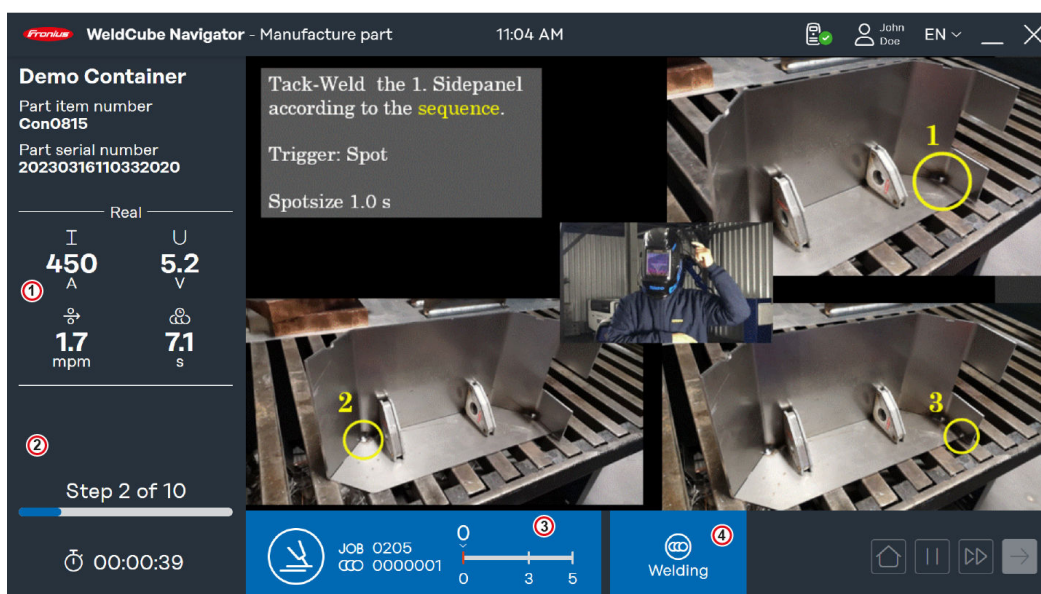 Fronius WeldCube Navigator - Manufacture part 11:04 AM John Doe EN
Demo Container
Part item number
Con0815
Part serial number
20230316110332020
Real
I U
450 5.2
A V
1.7 7.1
mpm s
1
2
Step 2 of 10
00:00:39
Tack-Weld the 1. Sidepanel
according to the sequence.
Trigger: Spot
Spotsize 1.0 s
1
2
3
JOB 0205
0000001
0
0 3 5
3
Welding
4